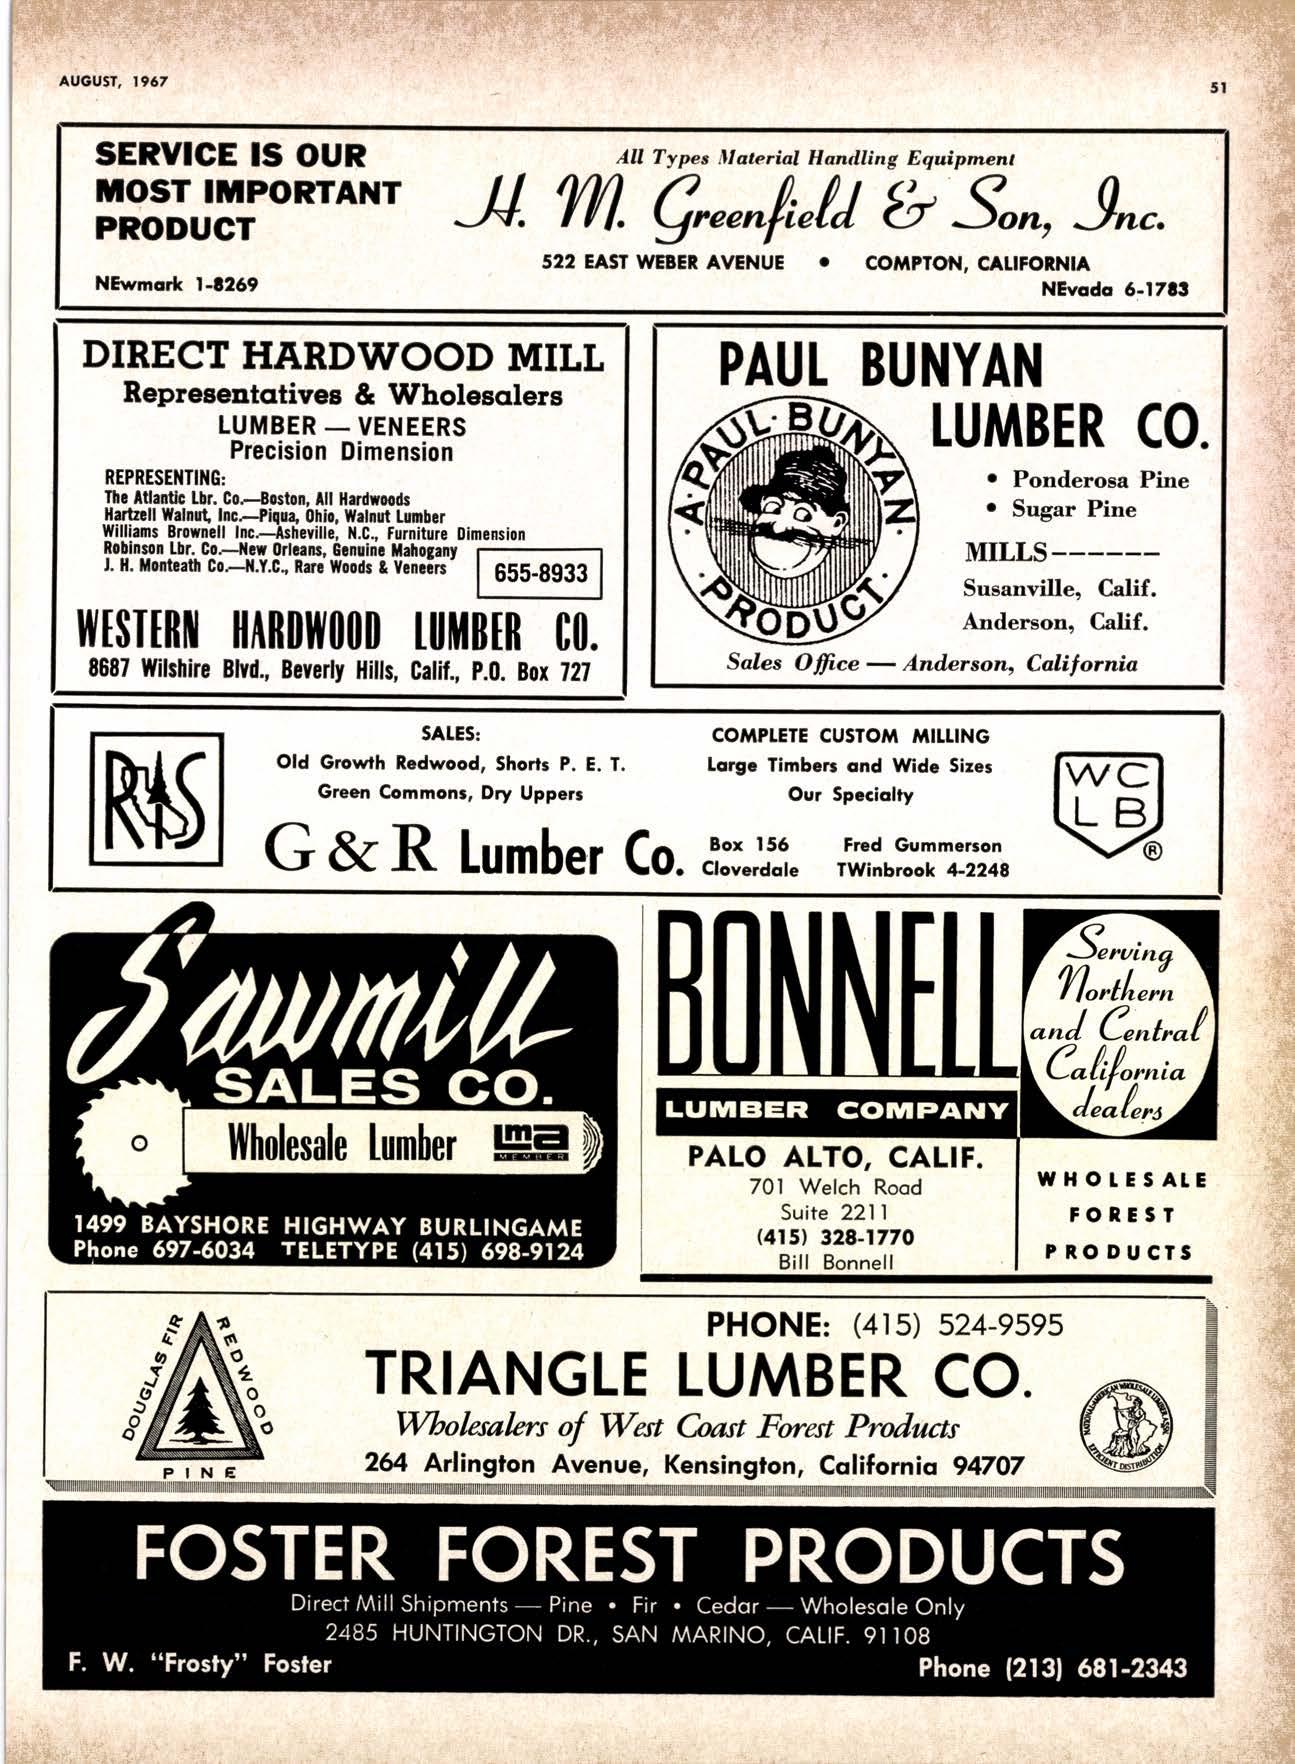 AUGUST, 1967
51
SERVICE IS OUR
MOST IMPORTANT
PRODUCT
NEwmark 1-8269
All Types Material Handling Equipment
H. M. Greenfield & Son, Inc.
522 EAST WEBER AVENUE • COMPTON, CALIFORNIA
NEvada 6-1783
DIRECT HARDWOOD MILL
Representatives & Wholesalers
LUMBER — VENEERS
Precision Dimension
REPRESENTING:
The Atlantic Lbr. Co.—Boston, All Hardwoods
Hartzell Walnut, Inc.—Piqua, Ohio, Walnut Lumber
Williams Brownell Inc.—Asheville, N.C., Furniture Dimension
Robinson Lbr. Co.—New Orleans, Genuine Mahogany
J. H. Monteath Co.—N.Y.C., Rare Woods & Veneers
655-8933
WESTERN HARDWOOD LUMBER CO.
8687 Wilshire Blvd., Beverly Hills, Calif., P.O. Box 727
PAUL BUNYAN
LUMBER CO.
A·PAUL·BUNYAN·
·PRODUCT·
• Ponderosa Pine
• Sugar Pine
MILLS------
Susanville, Calif.
Anderson, Calif.
Sales Office — Anderson, California
RIS
SALES:
Old Growth Redwood, Shorts P. E. T.
Green Commons, Dry Uppers
COMPLETE CUSTOM MILLING
Large Timbers and Wide Sizes
Our Specialty
G & R Lumber Co.
Box 156
Cloverdale
Fred Gummerson
TWinbrook 4-2248
WC
LB
®
Sawmill
SALES CO.
Wholesale Lumber
Lma
MEMBER
1499 BAYSHORE HIGHWAY BURLINGAME
Phone 697-6034 TELETYPE (415) 698-9124
BONNELL
LUMBER COMPANY
PALO ALTO, CALIF.
701 Welch Road
Suite 2211
(415) 328-1770
Bill Bonnell
Serving
Northern
and Central
California
dealers
WHOLESALE
FOREST
PRODUCTS
DOUGLAS FIR
REDWOOD
PINE
PHONE: (415) 524-9595
TRIANGLE LUMBER CO.
Wholesalers of West Coast Forest Products
264 Arlington Avenue, Kensington, California 94707
NATIONAL-AMERICAN WHOLESALE LUMBER ASSN.
EFFICIENT DISTRIBUTION
FOSTER FOREST PRODUCTS
Direct Mill Shipments — Pine • Fir • Cedar — Wholesale Only
2485 HUNTINGTON DR., SAN MARINO, CALIF. 91108
F. W. “Frosty” Foster
Phone (213) 681-2343